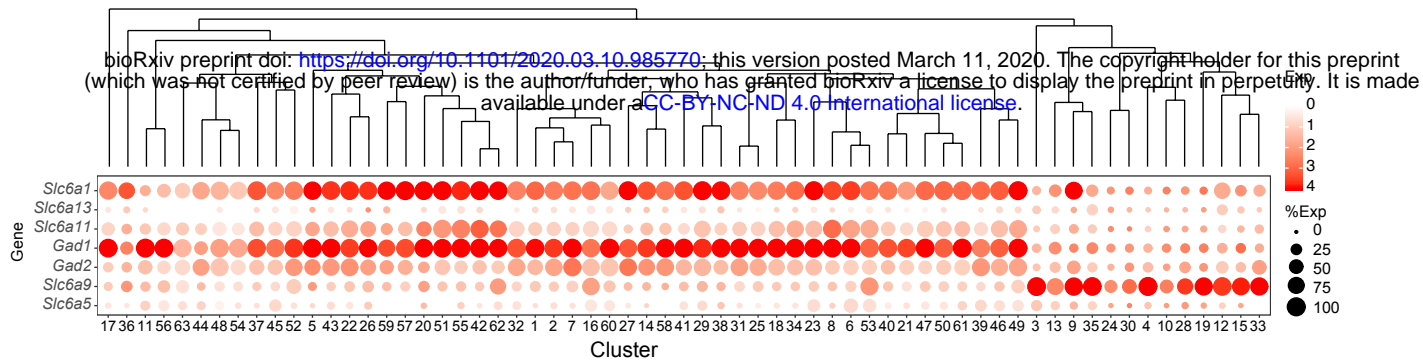 bioRxiv preprint doi: https://doi.org/10.1101/2020.03.10.985770; this version posted March 11, 2020. The copyright holder for this preprint
(which was not certified by peer review) is the author/funder, who has granted bioRxiv a license to display the preprint in perpetuity. It is made
available under aCC-BY-NC-ND 4.0 International license.
Exp
0
1
2
3
4
%Exp
0
25
50
75
100
Gene
Slc6a1
Slc6a13
Slc6a11
Gad1
Gad2
Slc6a9
Slc6a5
17 36 11 56 63 44 48 54 37 45 52 5 43 22 26 59 57 20 51 55 42 62 32 1 2 7 16 60 27 14 58 41 29 38 31 25 18 34 23 8 6 53 40 21 47 50 61 39 46 49 3 13 9 35 24 30 4 10 28 19 12 15 33
Cluster